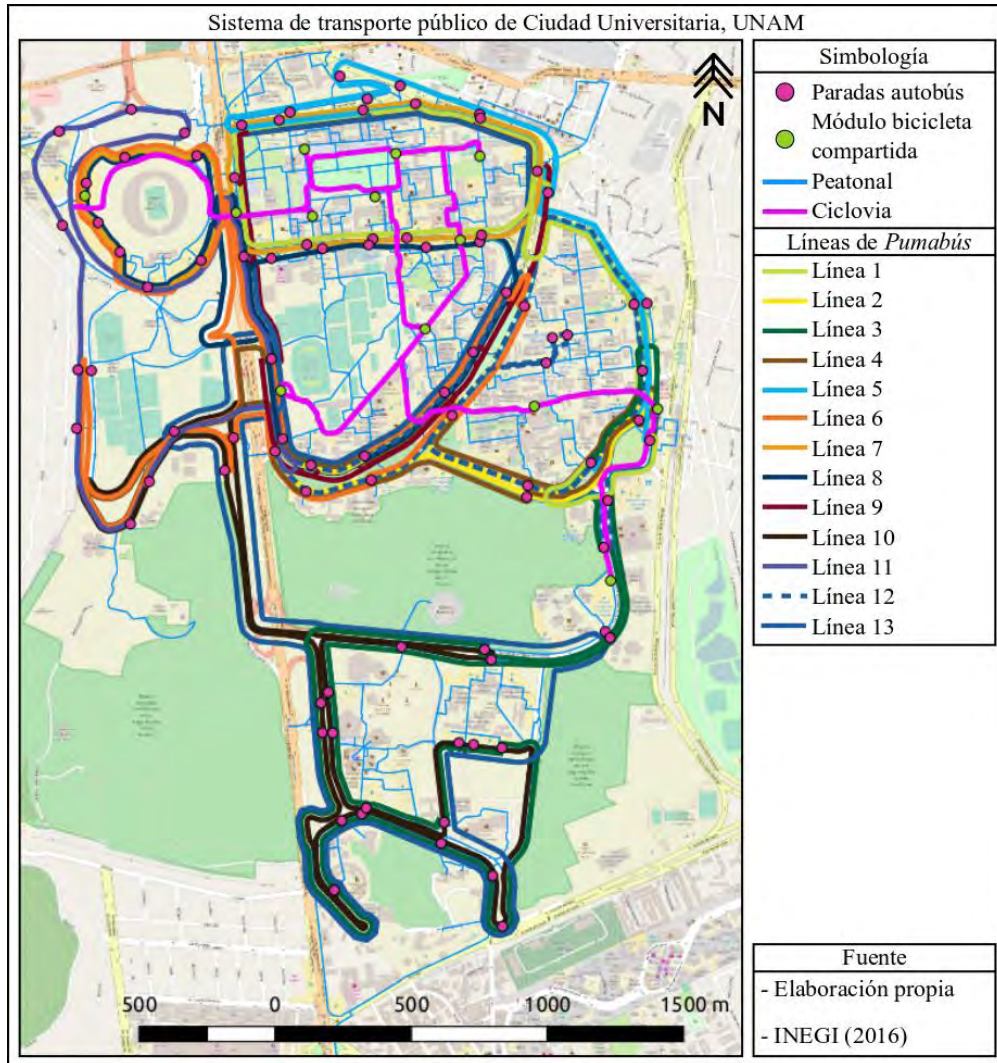 Sistema de transporte público de Ciudad Universitaria, UNAM
N
500 0 500 1000 1500 m
Simbología
Paradas autobús
Módulo bicicleta
compartida
Peatonal
Ciclovia
Líneas de Pumabús
Línea 1
Línea 2
Línea 3
Línea 4
Línea 5
Línea 6
Línea 7
Línea 8
Línea 9
Línea 10
Línea 11
Línea 12
Línea 13
Fuente
- Elaboración propia
- INEGI (2016)